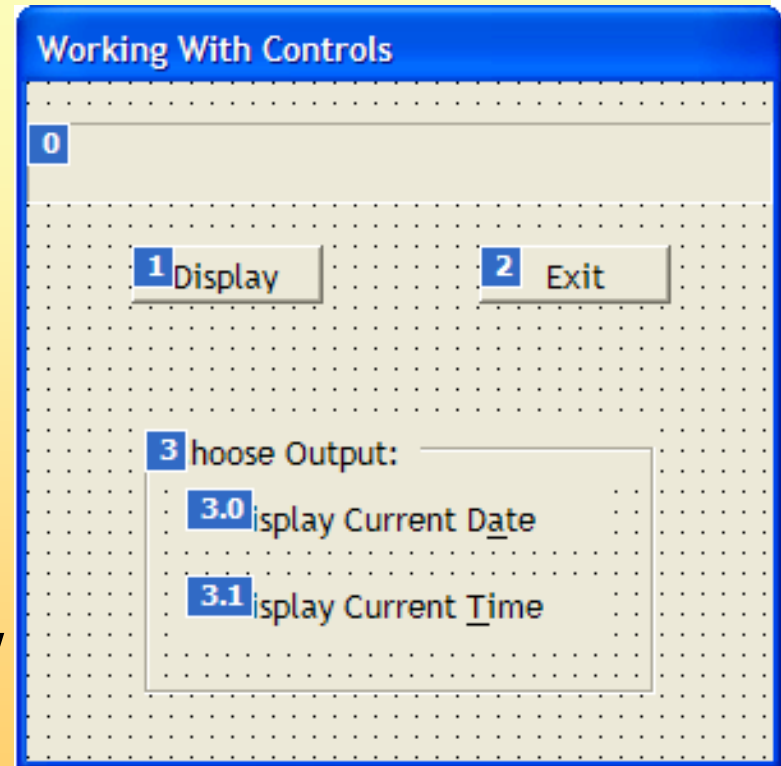 Working With Controls
0
1 Display 2 Exit
3 hoose Output:
3.0 isplay Current Date
3.1 isplay Current Time